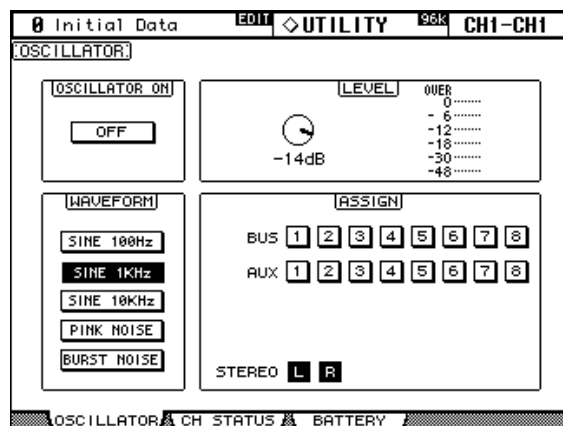 0 Initial Data EDIT ◇UTILITY 96K CH1-CH1
OSCILLATOR
OSCILLATOR ON
OFF
LEVEL
-14dB
OVER
0
- 6
-12
-18
-30
-48
WAVEFORM
SINE 100Hz
SINE 1KHz
SINE 10KHz
PINK NOISE
BURST NOISE
ASSIGN
BUS 1 2 3 4 5 6 7 8
AUX 1 2 3 4 5 6 7 8
STEREO L R
OSCILLATOR CH STATUS BATTERY